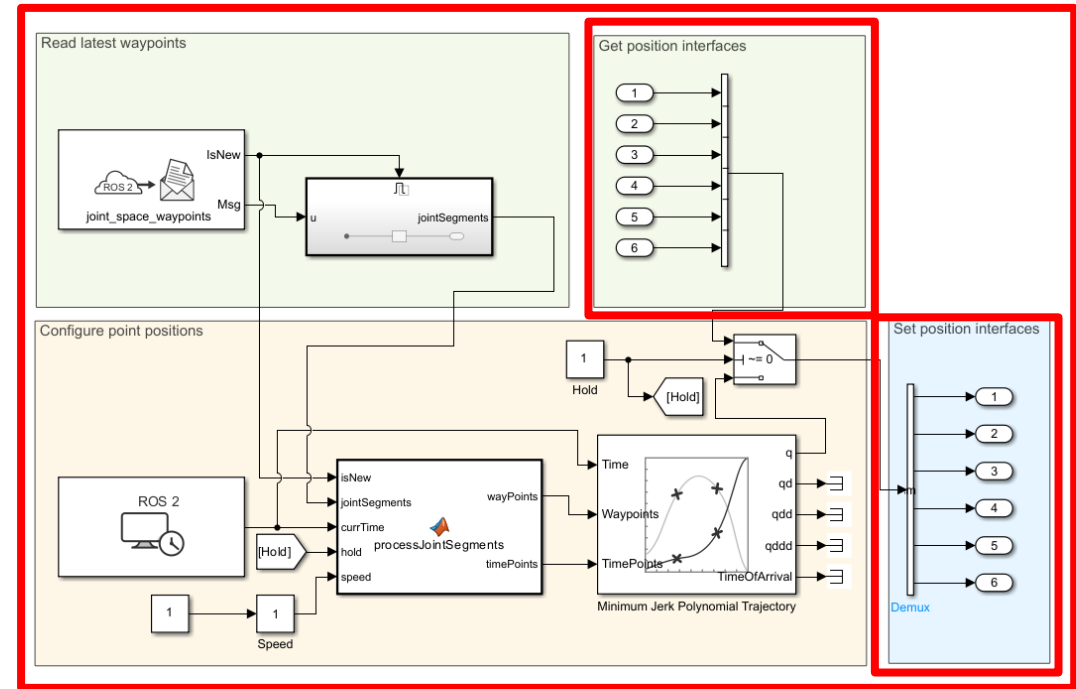 Read latest waypoints
IsNew
ROS 2
Msg
joint_space_waypoints
u
jointSegments
Get position interfaces
1
2
3
4
5
6
Configure point positions
1
Hold
[Hold]
~= 0
ROS 2
[Hold]
1
1
Speed
isNew
jointSegments
currTime
hold
speed
processJointSegments
wayPoints
timePoints
Time
Waypoints
TimePoints
q
qd
qdd
qddd
TimeOfArrival
Minimum Jerk Polynomial Trajectory
Set position interfaces
m
1
2
3
4
5
6
Demux